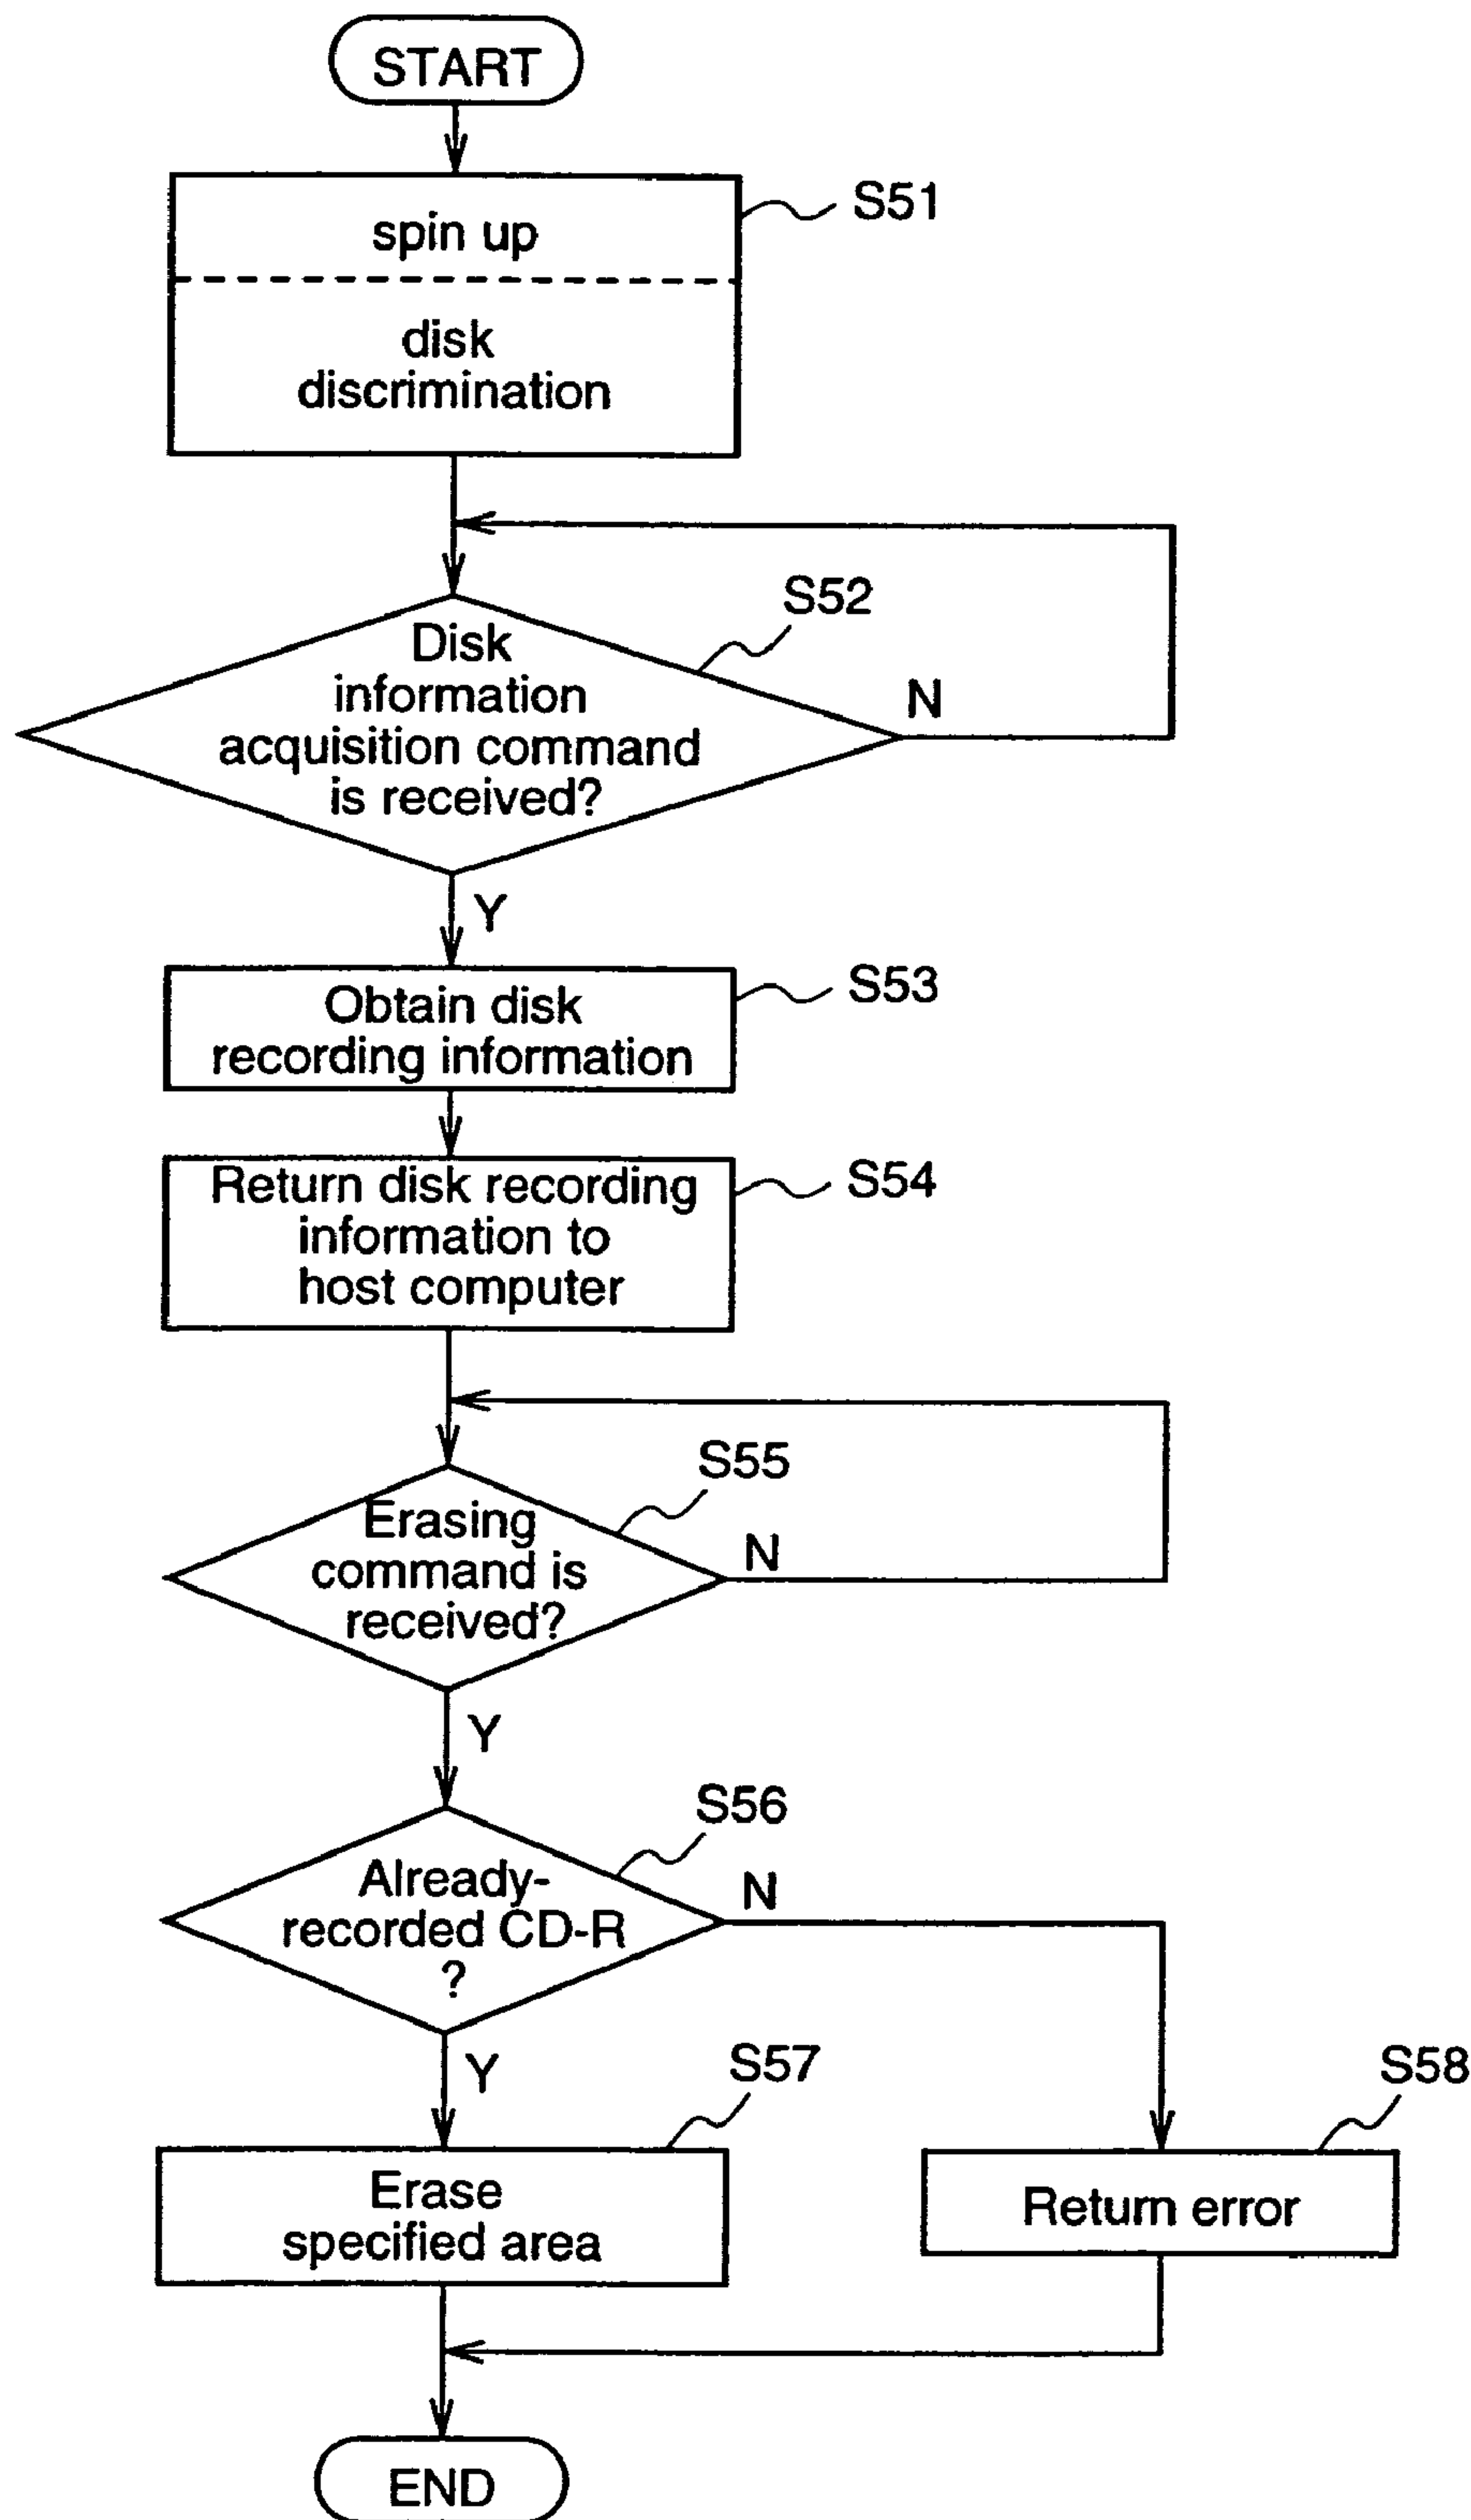 START
spin up
S51
disk
discrimination
S52
Disk
information
acquisition command
is received?
N
Y
Obtain disk
recording information
S53
Return disk recording
information to
host computer
S54
S55
Erasing
command is
received?
N
Y
S56
Already-
recorded CD-R
?
N
Y
S57
S58
Erase
specified area
Return error
END